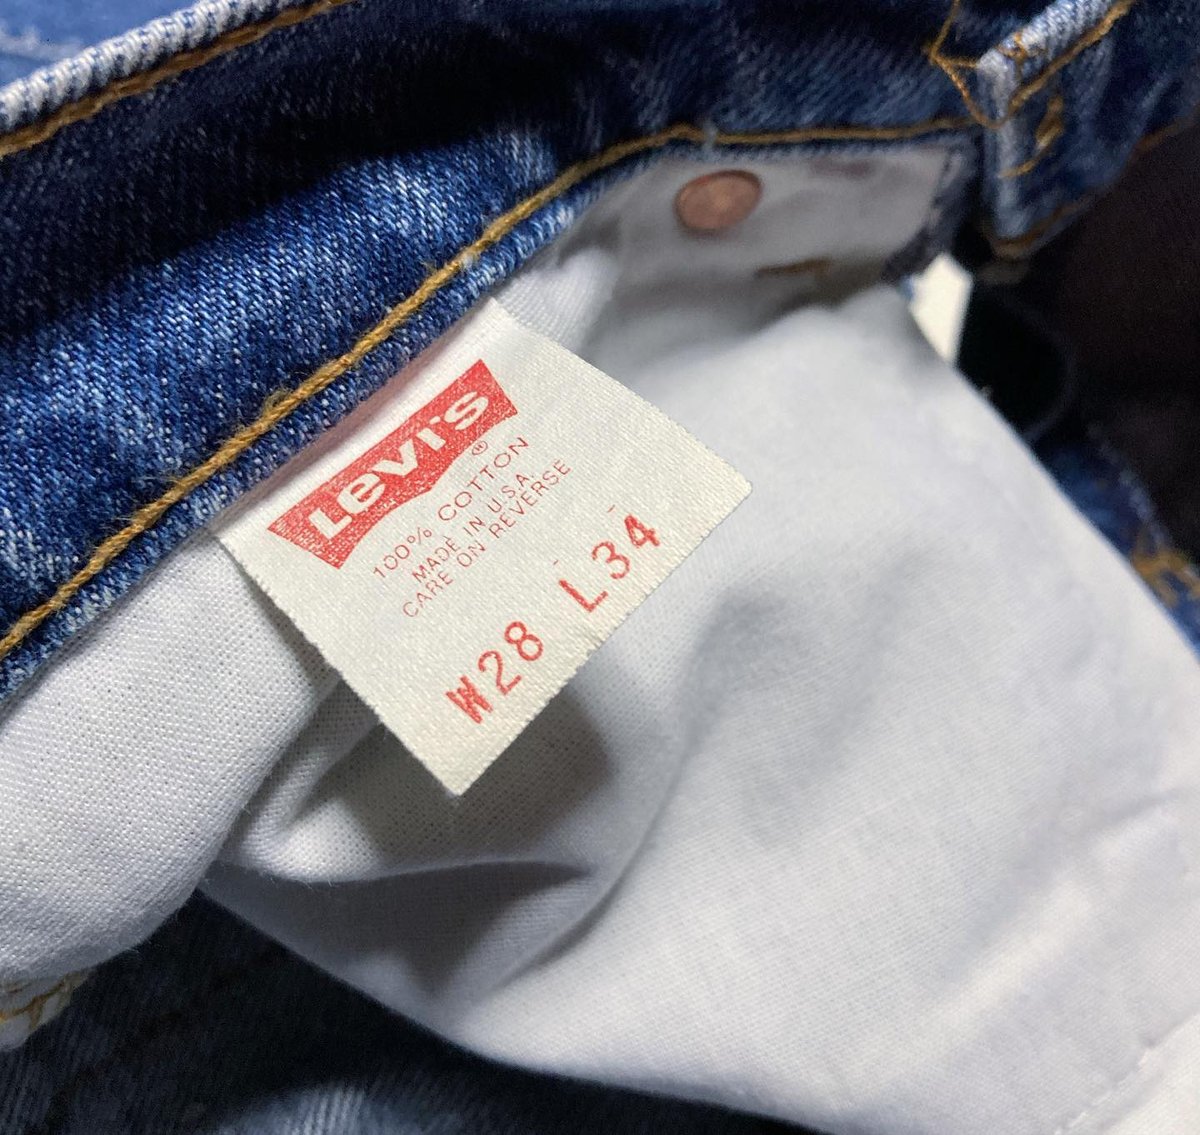 Levi's
®
100% COTTON
MADE IN U.S.A.
CARE ON REVERSE
W28 L34